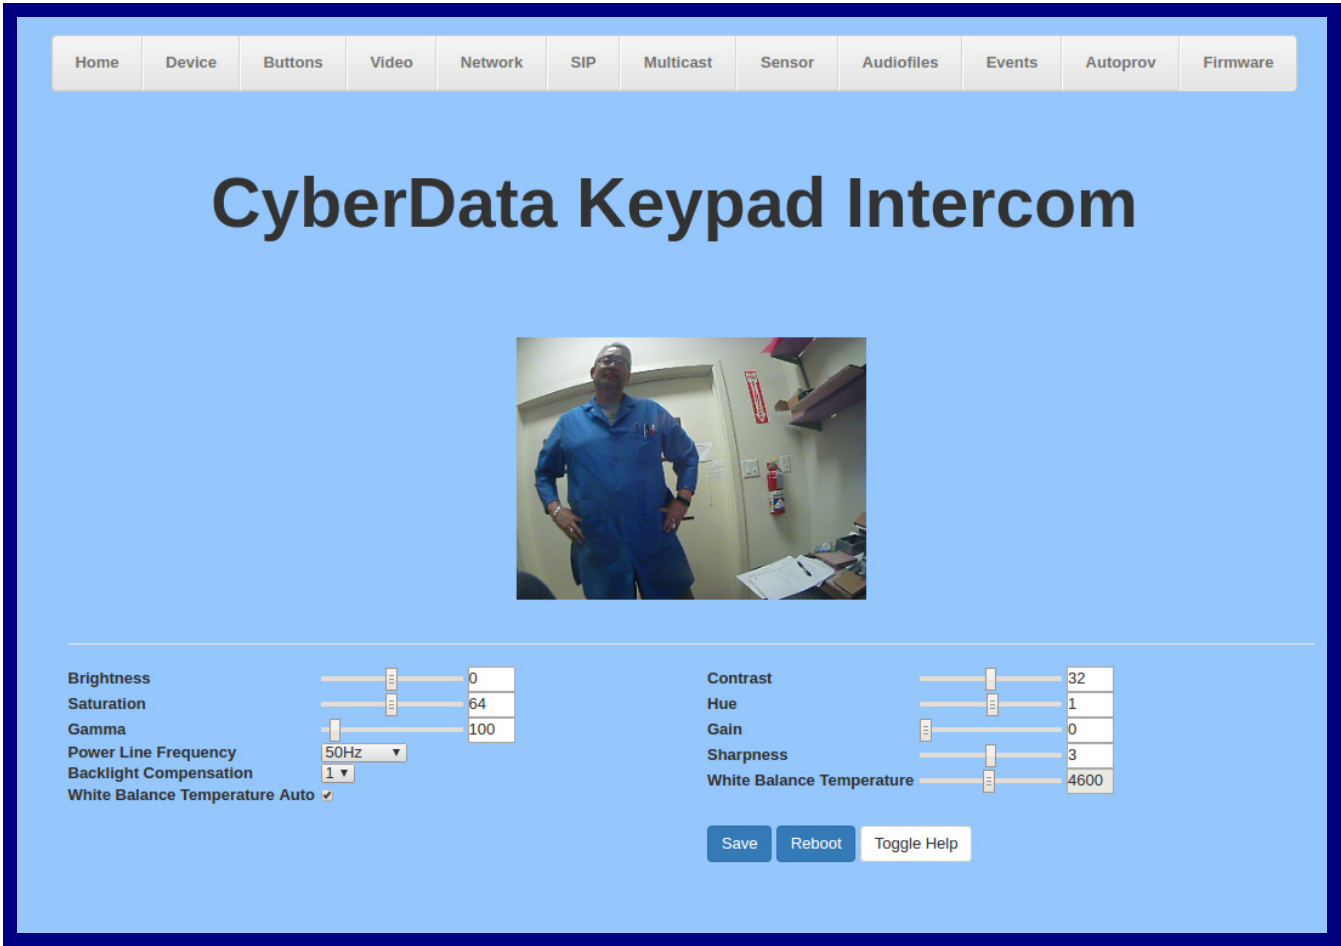 Home Device Buttons Video Network SIP Multicast Sensor Audiofiles Events Autoprov Firmware
CyberData Keypad Intercom
Brightness 0 Contrast 32
Saturation 64 Hue 1
Gamma 100 Gain 0
Power Line Frequency 50Hz Sharpness 3
Backlight Compensation 1 White Balance Temperature 4600
White Balance Temperature Auto
Save Reboot Toggle Help